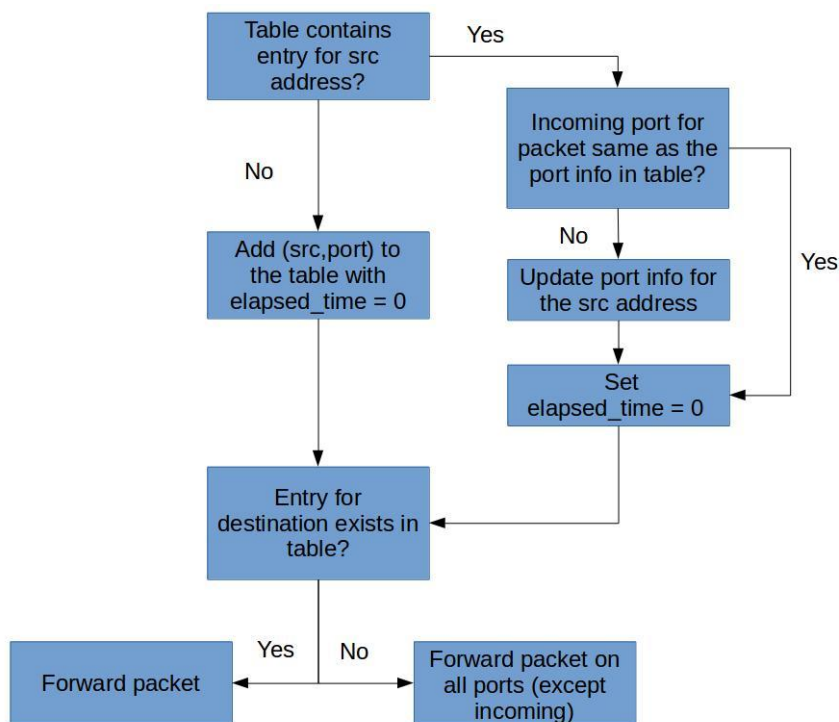 Table contains
entry for src
address?
Yes
Incoming port for
packet same as the
port info in table?
No
No
Yes
Add (src,port) to
the table with
elapsed_time = 0
Update port info for
the src address
Set
elapsed_time = 0
Entry for
destination exists in
table?
Yes
No
Forward packet
Forward packet on
all ports (except
incoming)